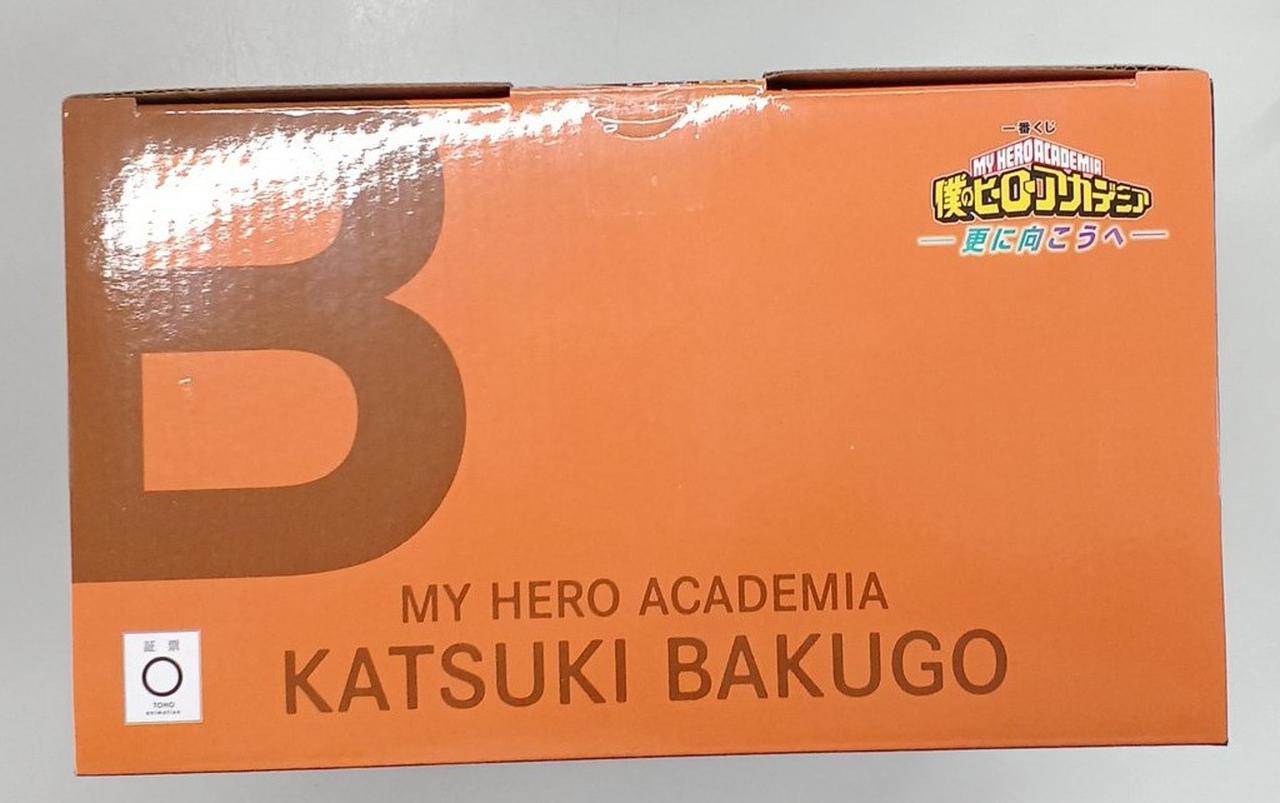 B
一番くじ
MY HERO ACADEMIA
僕のヒーローアカデミア
更に向こうへ
MY HERO ACADEMIA
KATSUKI BAKUGO
証 票
TOHO
animation